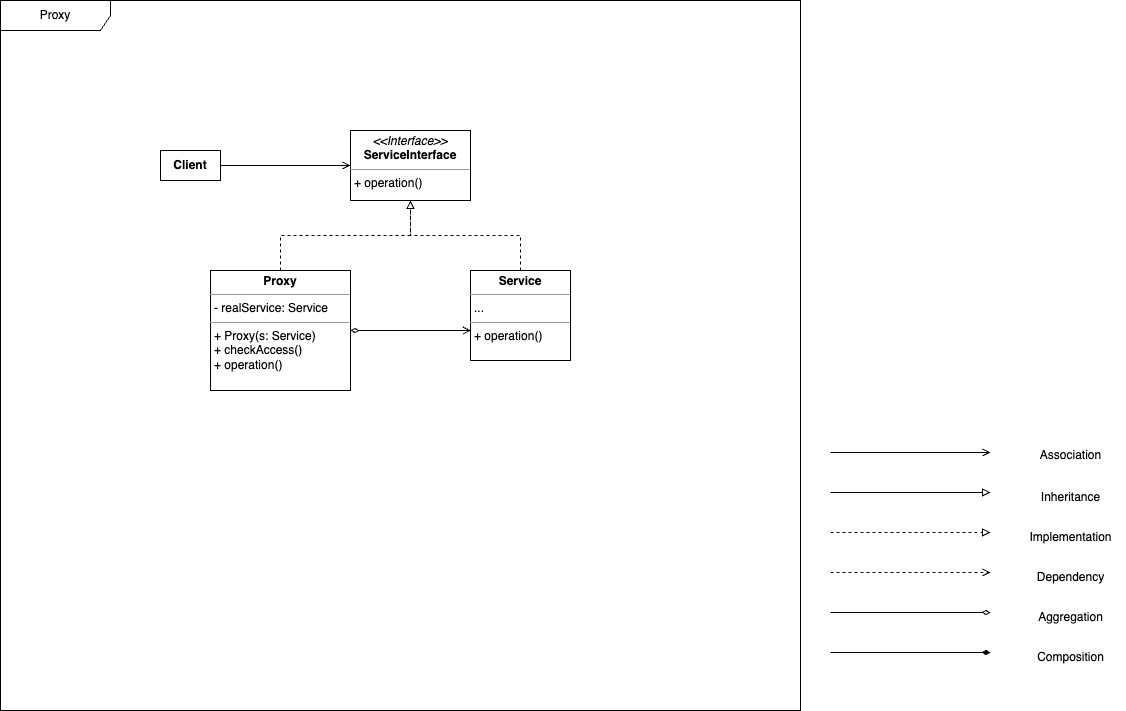 Proxy
<<Interface>>
ServiceInterface
Client
+ operation()
Proxy
- realService: Service
+ Proxy(s: Service)
+ checkAccess()
+ operation()
Service
...
+ operation()
Association
Inheritance
Implementation
Dependency
Aggregation
Composition